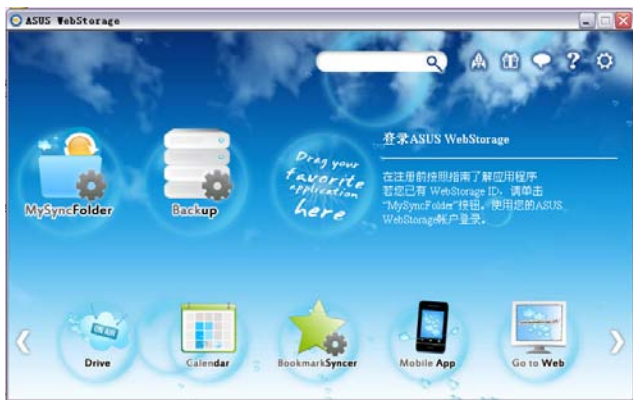 ASUS WebStorage
登录ASUS WebStorage
Drag your
favorite
application
here
在注册前按照指南了解应用程序
若您已有 WebStorage ID, 请单击
“MySyncFolder”按钮, 使用您的ASUS
WebStorage帐户登录。
MySyncFolder
Backup
ON AIR
Drive
Calendar
BookmarkSyncer
Mobile App
Go to Web